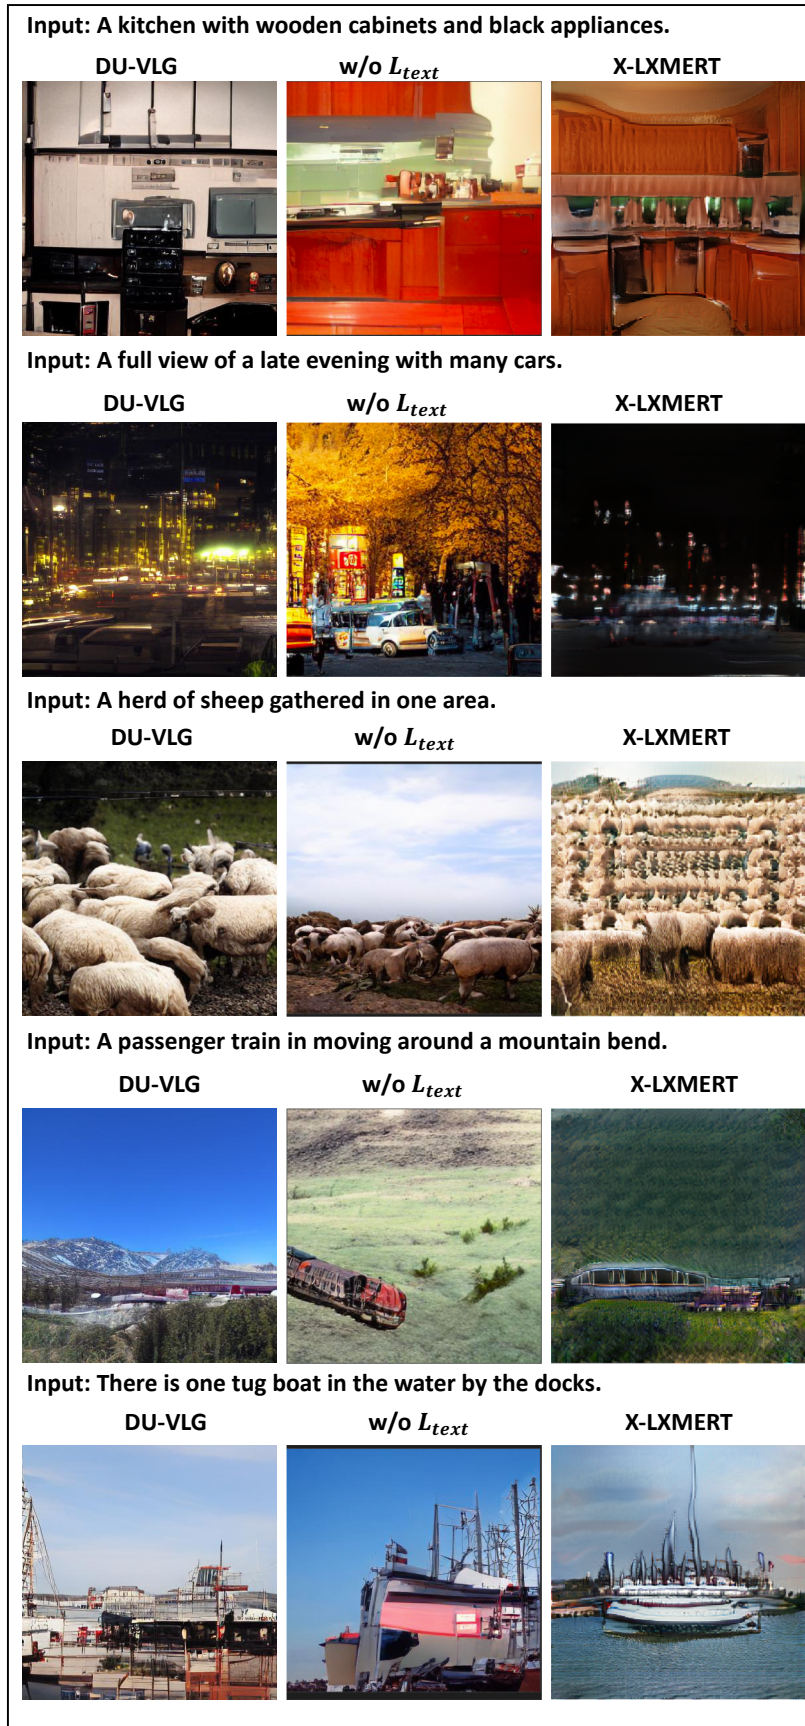 Input: A kitchen with wooden cabinets and black appliances.
DU-VLG w/o L_text X-LXMERT
Input: A full view of a late evening with many cars.
DU-VLG w/o L_text X-LXMERT
Input: A herd of sheep gathered in one area.
DU-VLG w/o L_text X-LXMERT
Input: A passenger train in moving around a mountain bend.
DU-VLG w/o L_text X-LXMERT
Input: There is one tug boat in the water by the docks.
DU-VLG w/o L_text X-LXMERT